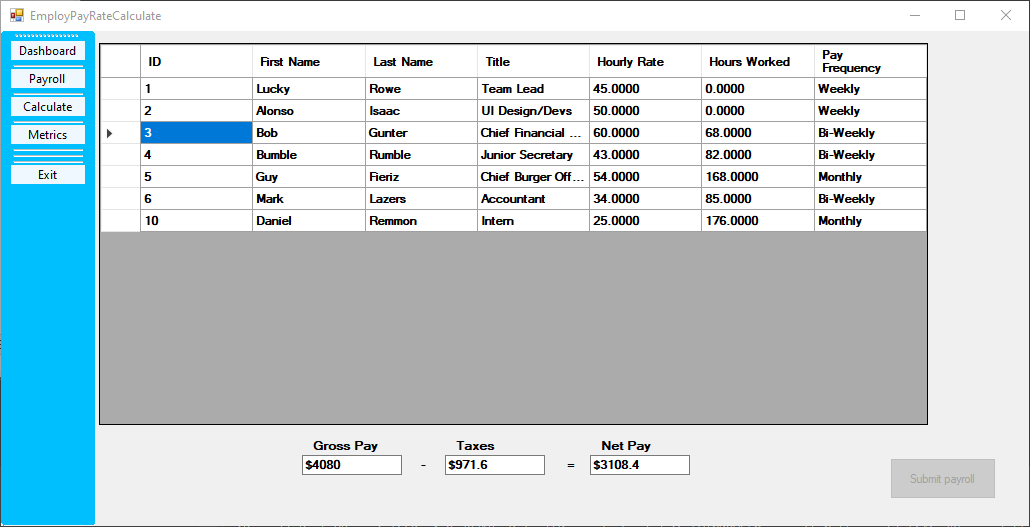 EmployPayRateCalculate
Dashboard
Payroll
Calculate
Metrics
Exit
ID First Name Last Name Title Hourly Rate Hours Worked Pay Frequency
1 Lucky Rowe Team Lead 45.0000 0.0000 Weekly
2 Alonso Isaac UI Design/Devs 50.0000 0.0000 Weekly
3 Bob Gunter Chief Financial ... 60.0000 68.0000 Bi-Weekly
4 Bumble Rumble Junior Secretary 43.0000 82.0000 Bi-Weekly
5 Guy Fieriz Chief Burger Off... 54.0000 168.0000 Monthly
6 Mark Lazers Accountant 34.0000 85.0000 Bi-Weekly
10 Daniel Remmon Intern 25.0000 176.0000 Monthly
Gross Pay Taxes Net Pay
$4080 - $971.6 = $3108.4
Submit payroll